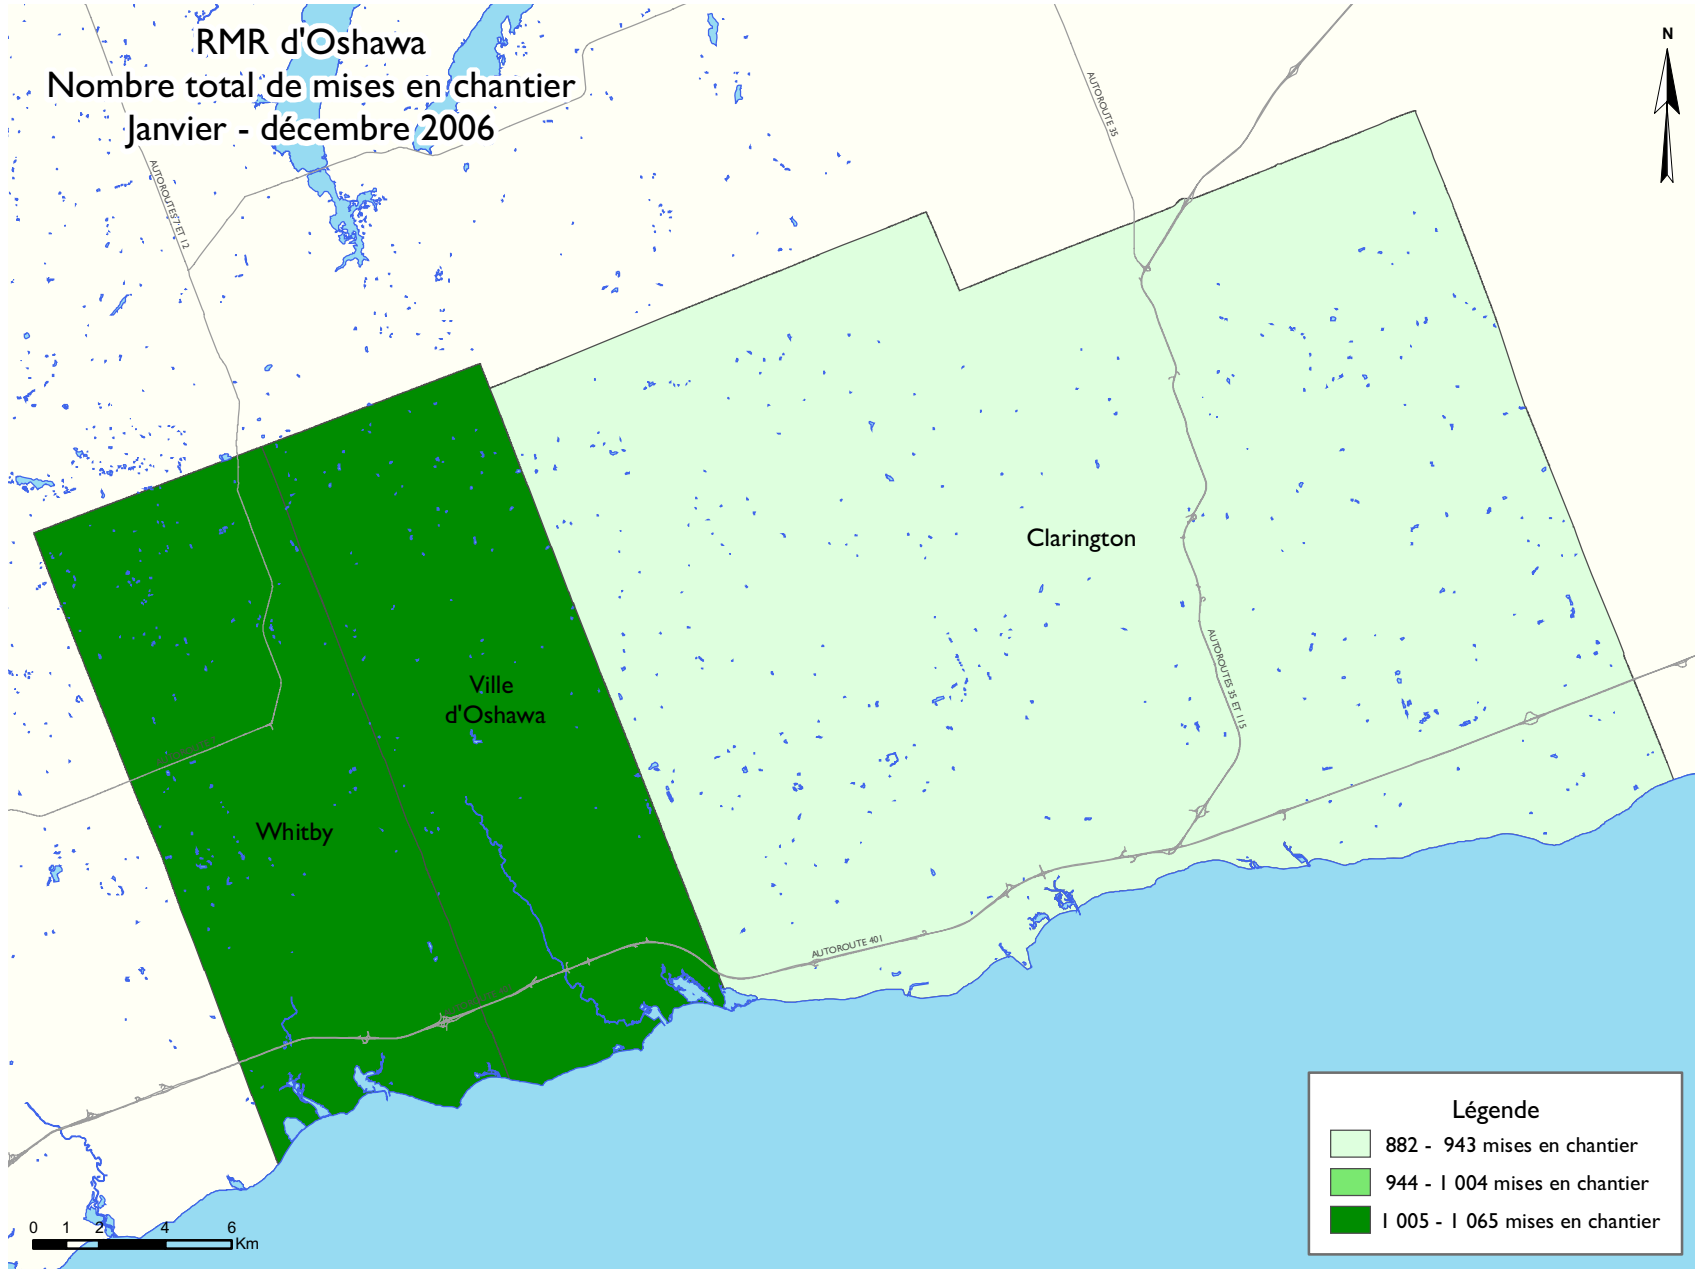 RMR d'Oshawa
Nombre total de mises en chantier
Janvier - décembre 2006
N
AUTOROUTE 35
AUTOROUTES 7 ET 12
Clarington
Ville
d'Oshawa
AUTOROUTES 35 ET 115
Whitby
AUTOROUTE 401
Légende
882 - 943 mises en chantier
944 - 1 004 mises en chantier
1 005 - 1 065 mises en chantier
0 1 2 4 6
Km